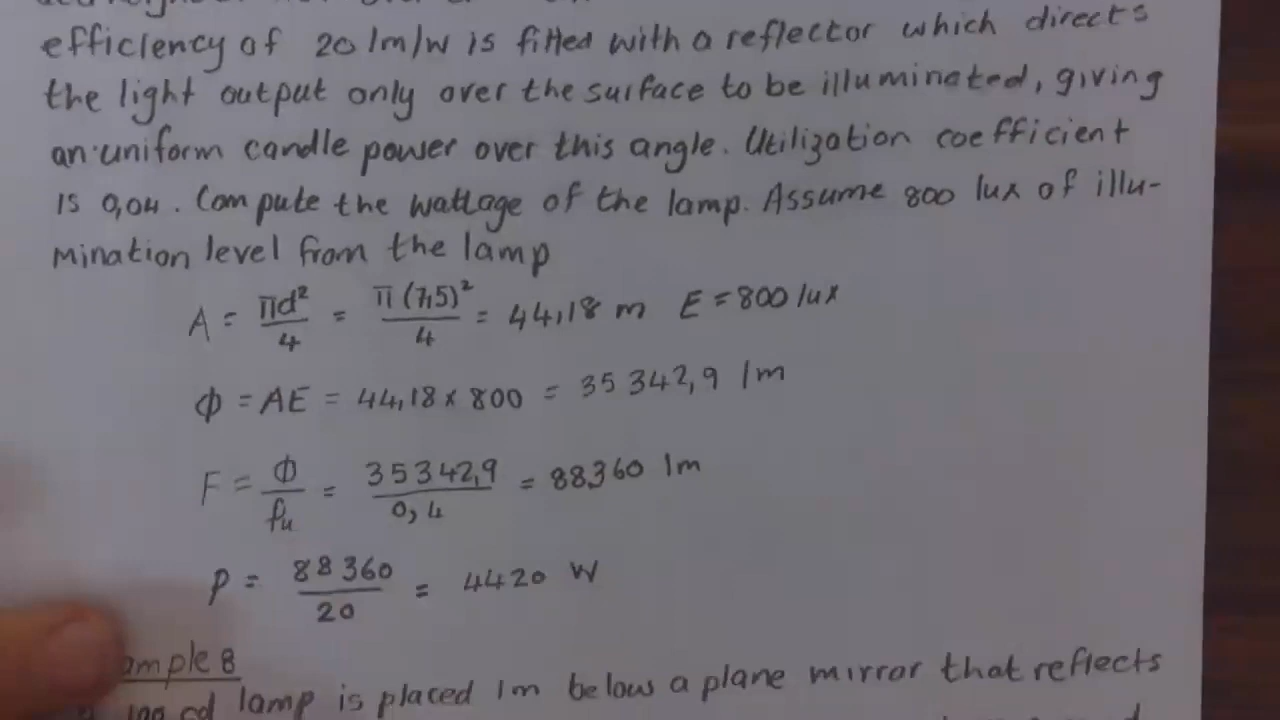 efficiency of 20 lm/w is fitted with a reflector which directs
the light output only over the surface to be illuminated, giving
an uniform candle power over this angle. Utilization coefficient
is 0,04. Compute the wattage of the lamp. Assume 800 lux of illu-
mination level from the lamp
A = πd²/4 = π(7,5)²/4 = 44,18 m E = 800 lux
Φ = AE = 44,18 x 800 = 35 342,9 lm
F = Φ/fu = 35342,9/0,4 = 88360 lm
P = 88360/20 = 4420 W
ample 8
cd lamp is placed 1m below a plane mirror that reflects